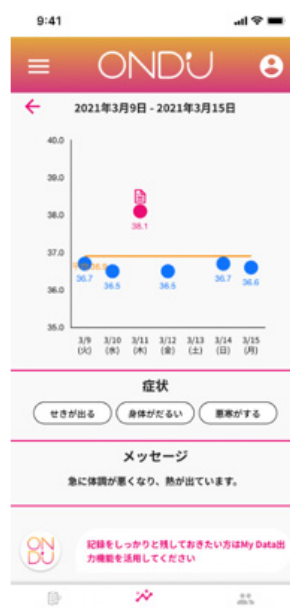 9:41
ONDU
2021年3月9日 - 2021年3月15日
40.0
39.0
38.0
38.1
37.0
36.7
36.5
36.5
36.7
36.6
36.0
35.0
3/9 3/10 3/11 3/12 3/13 3/14 3/15
(火) (水) (木) (金) (土) (日) (月)
症状
せきが出る 身体がだるい 悪寒がする
メッセージ
急に体調が悪くなり、熱が出ています。
ONDU
記録をしっかりと残しておきたい方はMy Data出
力機能を活用してください